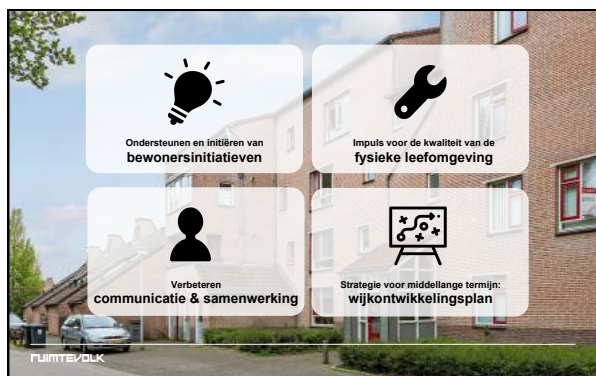 Ondersteunen en initiëren van
bewonersinitiatieven
Impuls voor de kwaliteit van de
fysieke leefomgeving
Verbeteren
communicatie & samenwerking
Strategie voor middellange termijn:
wijkontwikkelingsplan
ruimtevolk